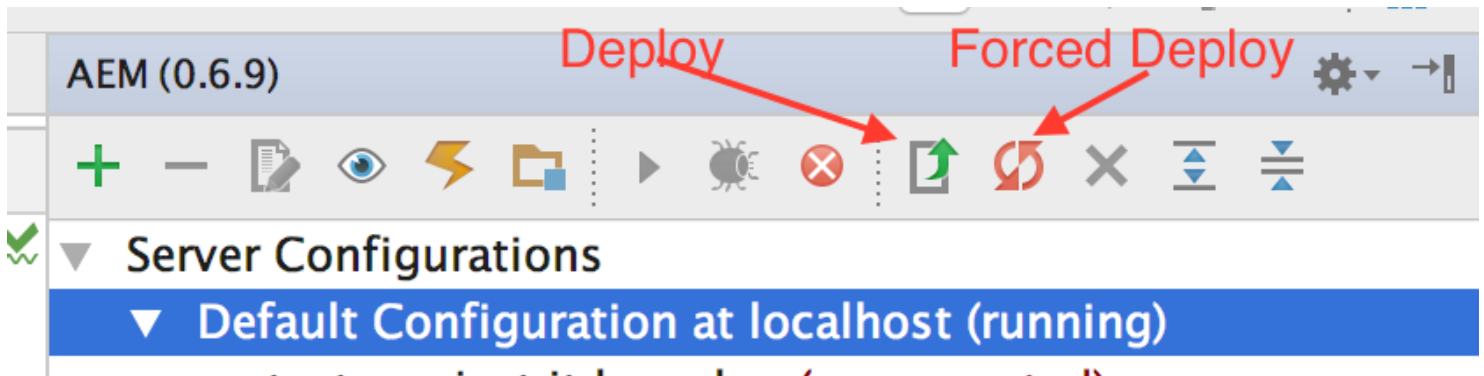 Deploy
Forced Deploy
AEM (0.6.9)
Server Configurations
Default Configuration at localhost (running)